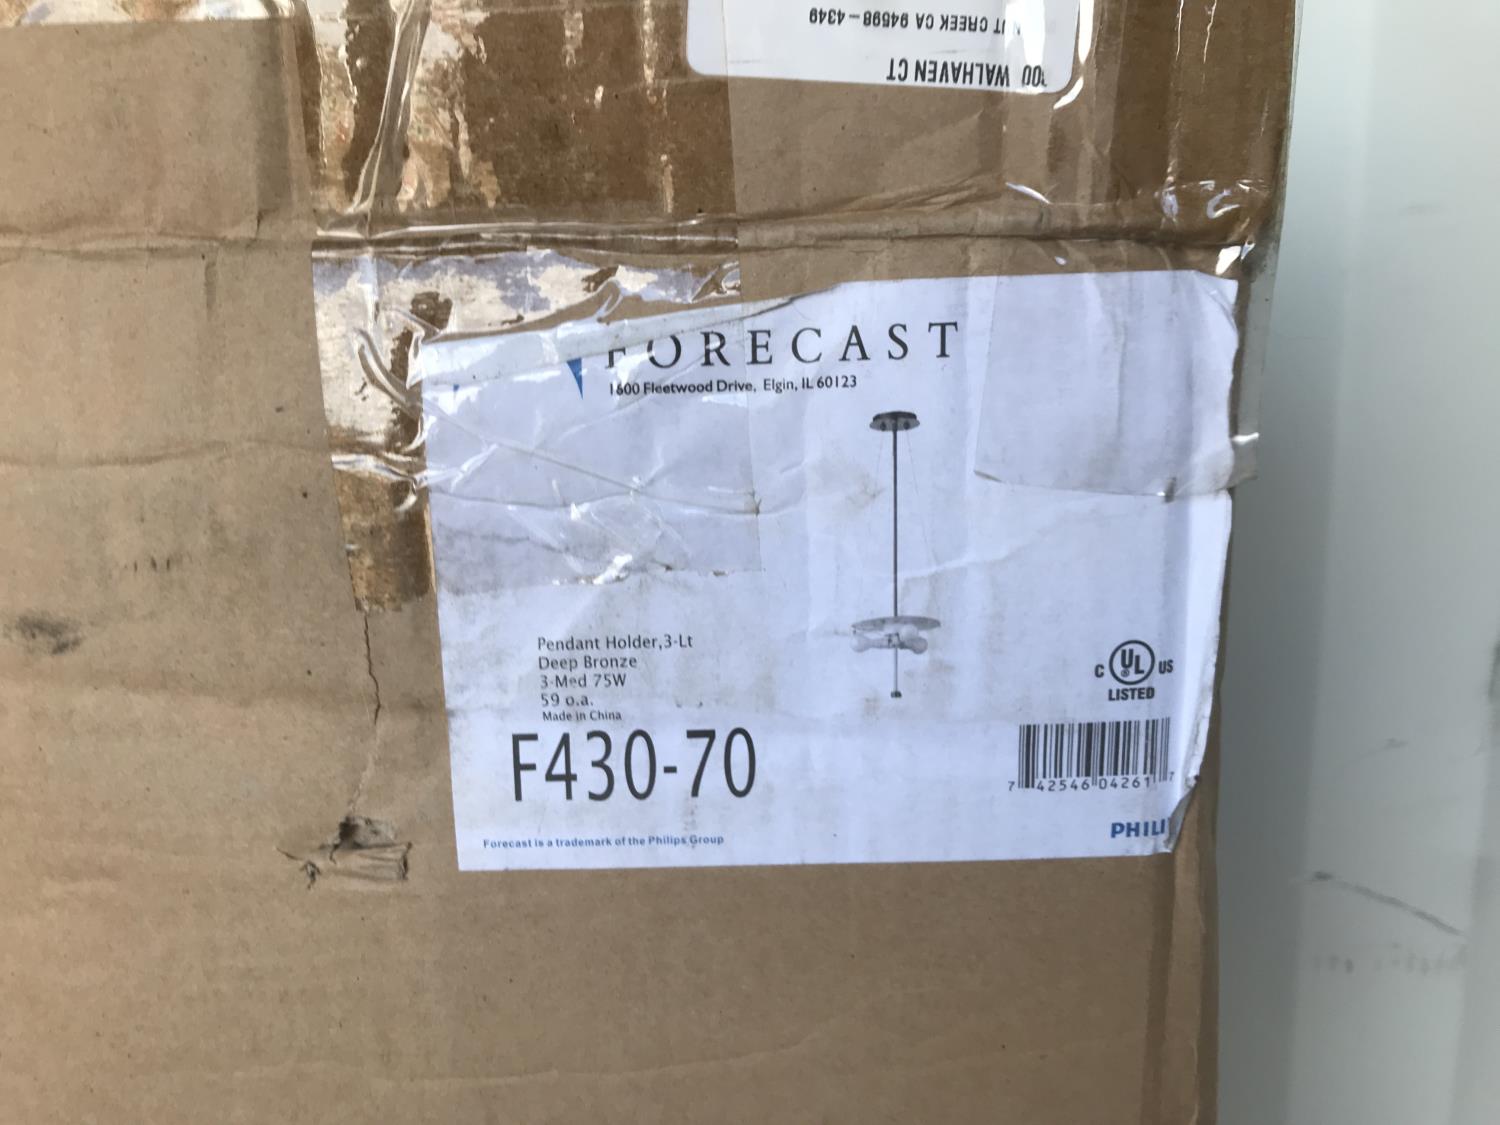 WALHAVEN CT
CREEK CA 94598-4349
FORECAST
1600 Fleetwood Drive, Elgin, IL 60123
Pendant Holder,3-Lt
Deep Bronze
3-Med 75W
59 o.a.
Made in China
F430-70
C UL US
LISTED
7 42546 04261 7
Forecast is a trademark of the Philips Group
PHILI